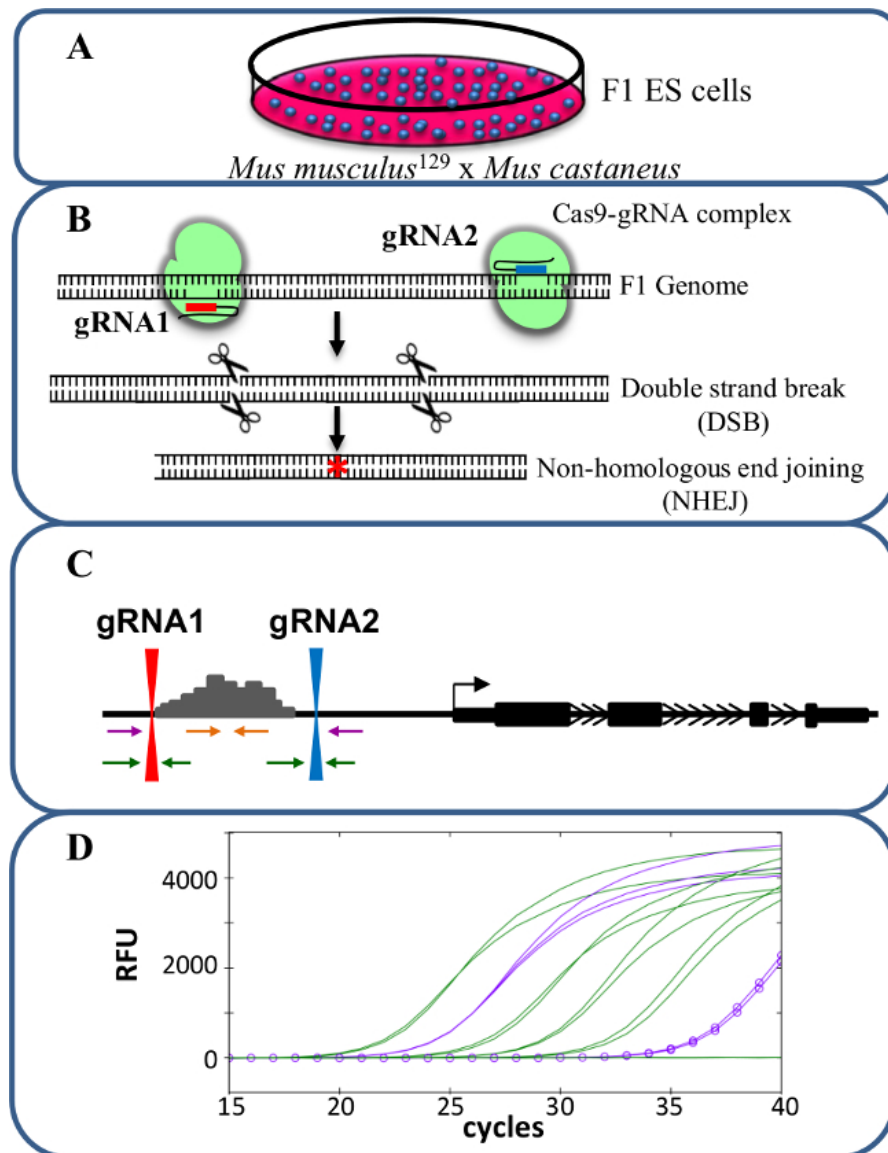 A
F1 ES cells
Mus musculus129 x Mus castaneus
B
Cas9-gRNA complex
gRNA2
F1 Genome
gRNA1
Double strand break
(DSB)
Non-homologous end joining
(NHEJ)
C
gRNA1 gRNA2
D
4000
2000
0
RFU
15 20 25 30 35 40
cycles